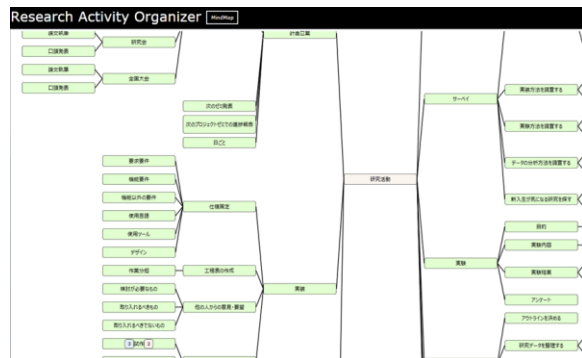 Research Activity Organizer
MindMap
論文執筆
研究会
計画立案
口頭発表
論文執筆
全国大会
口頭発表
次のゼミ発表
次のプロジェクトゼミでの進捗報告
日ごと
研究活動
サーベイ
実装方法を調査する
実験方法を調査する
データの分析方法を調査する
新入生が気になる研究を探す
要求要件
機能要件
機能以外の要件
仕様策定
使用言語
使用ツール
デザイン
作業分担
工程表の作成
検討が必要なもの
取り入れるべきもの
他の人からの意見・要望
取り入れるべきでないもの
実装
試作
2
目的
実験内容
実験
実験結果
アンケート
アウトラインを決める
研究データを整理する